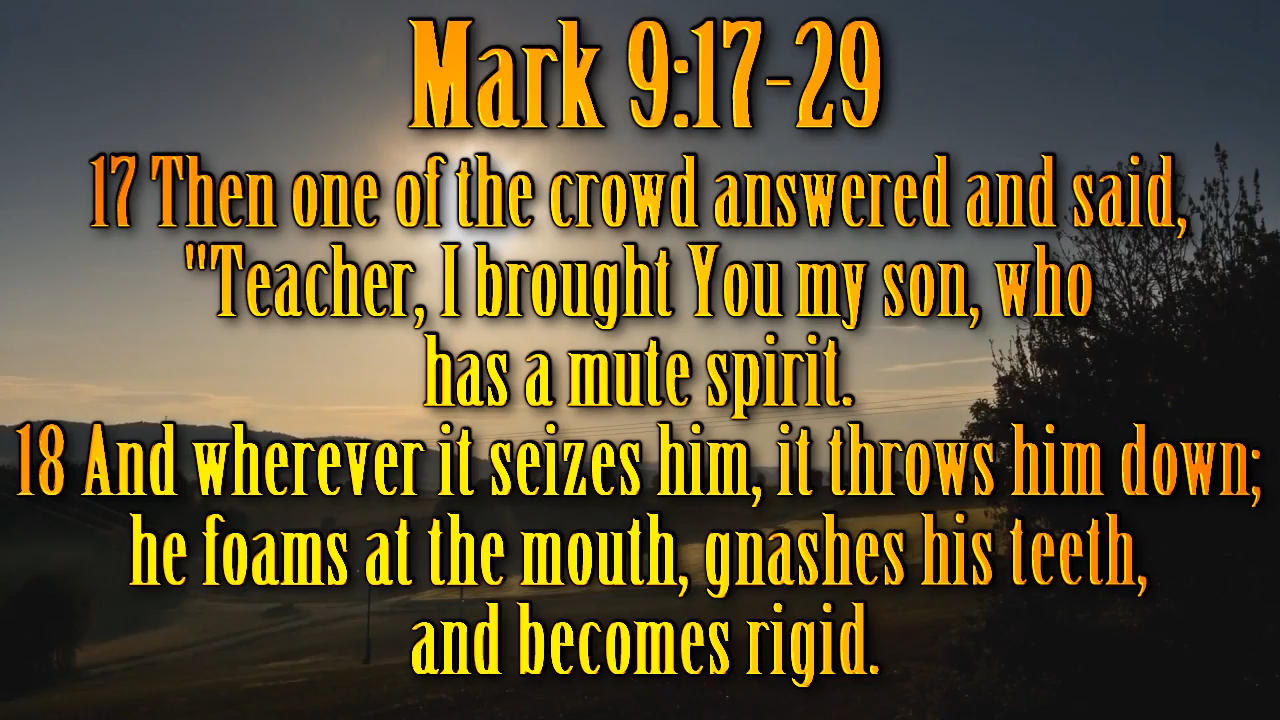 Mark 9:17-29
17 Then one of the crowd answered and said,
"Teacher, I brought You my son, who
has a mute spirit.
18 And wherever it seizes him, it throws him down;
he foams at the mouth, gnashes his teeth,
and becomes rigid.